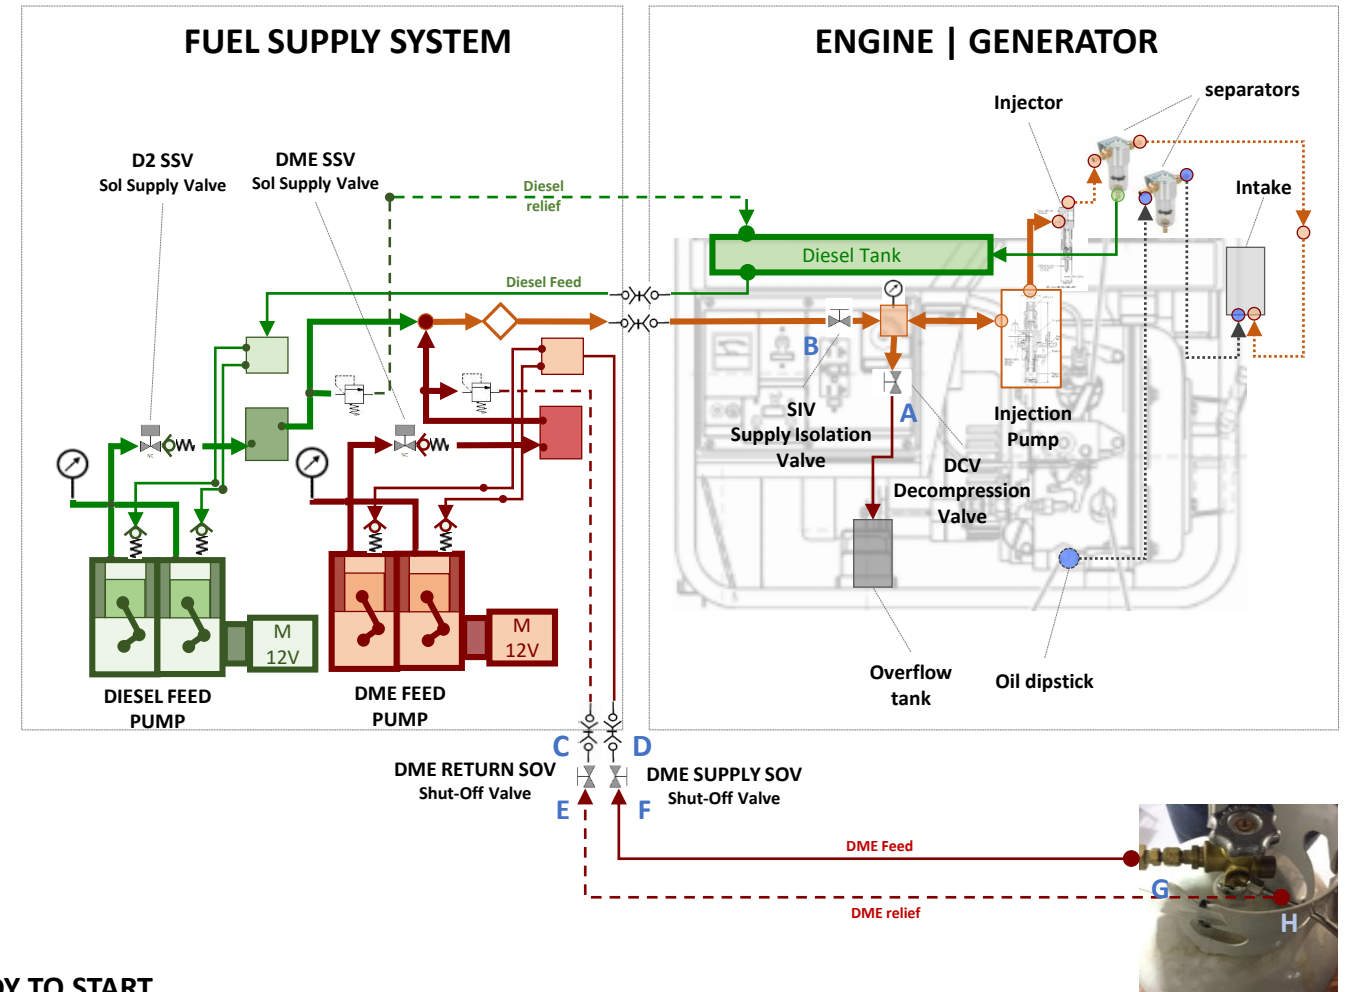 FUEL SUPPLY SYSTEM
ENGINE | GENERATOR
separators
Injector
D2 SSV
Sol Supply Valve
DME SSV
Sol Supply Valve
Diesel
relief
Intake
Diesel Tank
Diesel Feed
B
A
SIV
Supply Isolation
Valve
Injection
Pump
DCV
Decompression
Valve
M
12V
M
12V
DIESEL FEED
PUMP
DME FEED
PUMP
Overflow
tank
Oil dipstick
C
D
DME RETURN SOV
Shut-Off Valve
DME SUPPLY SOV
Shut-Off Valve
E
F
DME Feed
G
DME relief
H
DY TO START